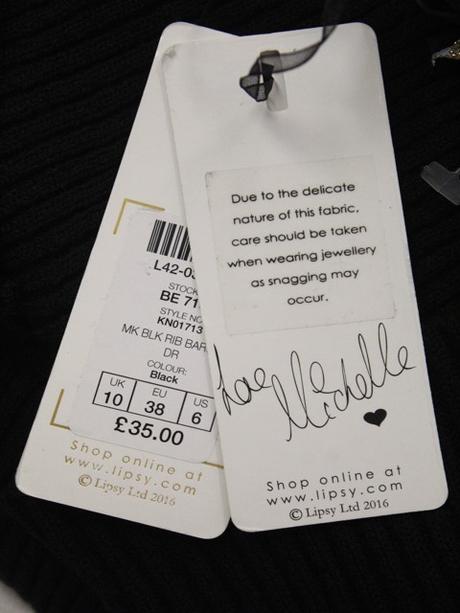 L42-0
STOCK
BE 71
STYLE NO
KN01713
MK BLK RIB BAR
DR
COLOUR:
Black
UK EU US
10 38 6
£35.00
Shop online at
www.lipsy.com
© Lipsy Ltd 2016
Due to the delicate
nature of this fabric,
care should be taken
when wearing jewellery
as snagging may
occur.
Love Michelle
Shop online at
www.lipsy.com
© Lipsy Ltd 2016